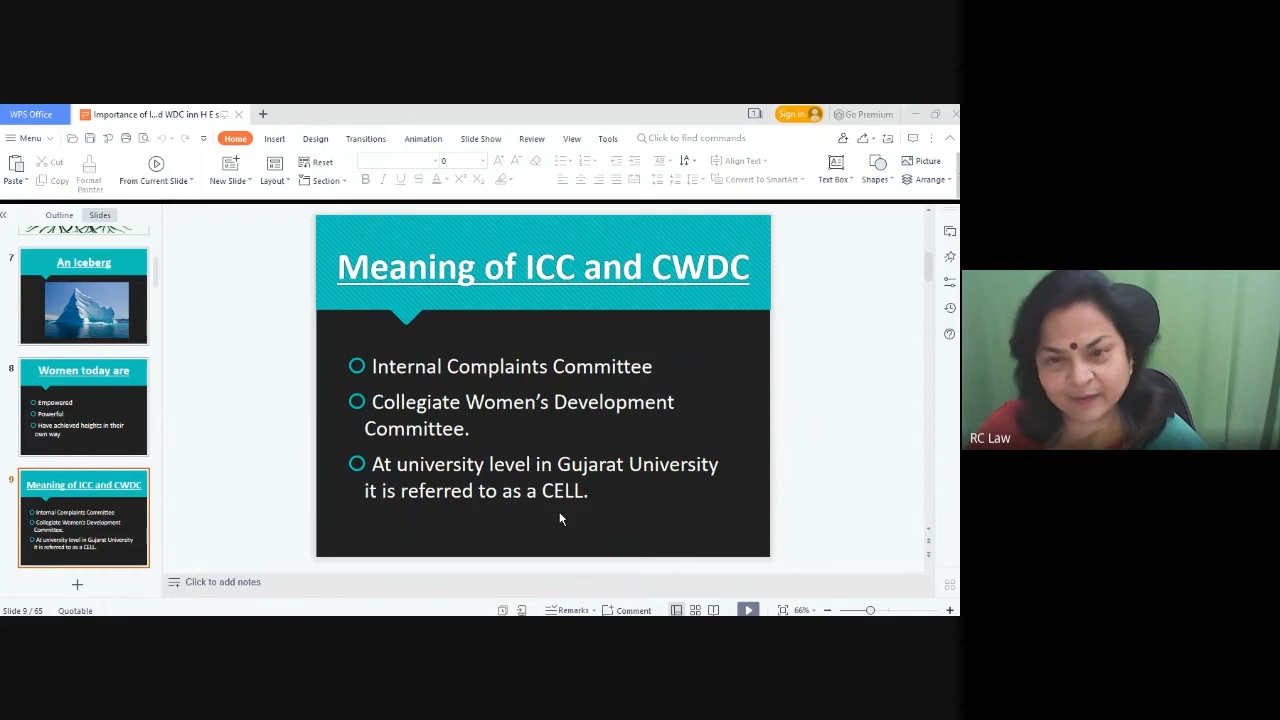 WPS Office
Importance of I...d WDC inn H E s
1
Sign in
Go Premium
Menu
Home
Insert
Design
Transitions
Animation
Slide Show
Review
View
Tools
Click to find commands
Paste
Cut
Copy
Format
Painter
From Current Slide
New Slide
Layout
Reset
Section
0
B I U S A X² X₂
Align Text
Convert To SmartArt
Text Box
Shapes
Picture
Arrange
Outline
Slides
7
An Iceberg
8
Women today are
Empowered
Powerful
Have achieved heights in their
own way
9
Meaning of ICC and CWDC
Internal Complaints Committee
Collegiate Women's Development
Committee.
At university level in Gujarat University
it is referred to as a CELL.
Meaning of ICC and CWDC
Internal Complaints Committee
Collegiate Women’s Development
Committee.
At university level in Gujarat University
it is referred to as a CELL.
RC Law
Click to add notes
Slide 9 / 65
Quotable
Remarks
Comment
66%